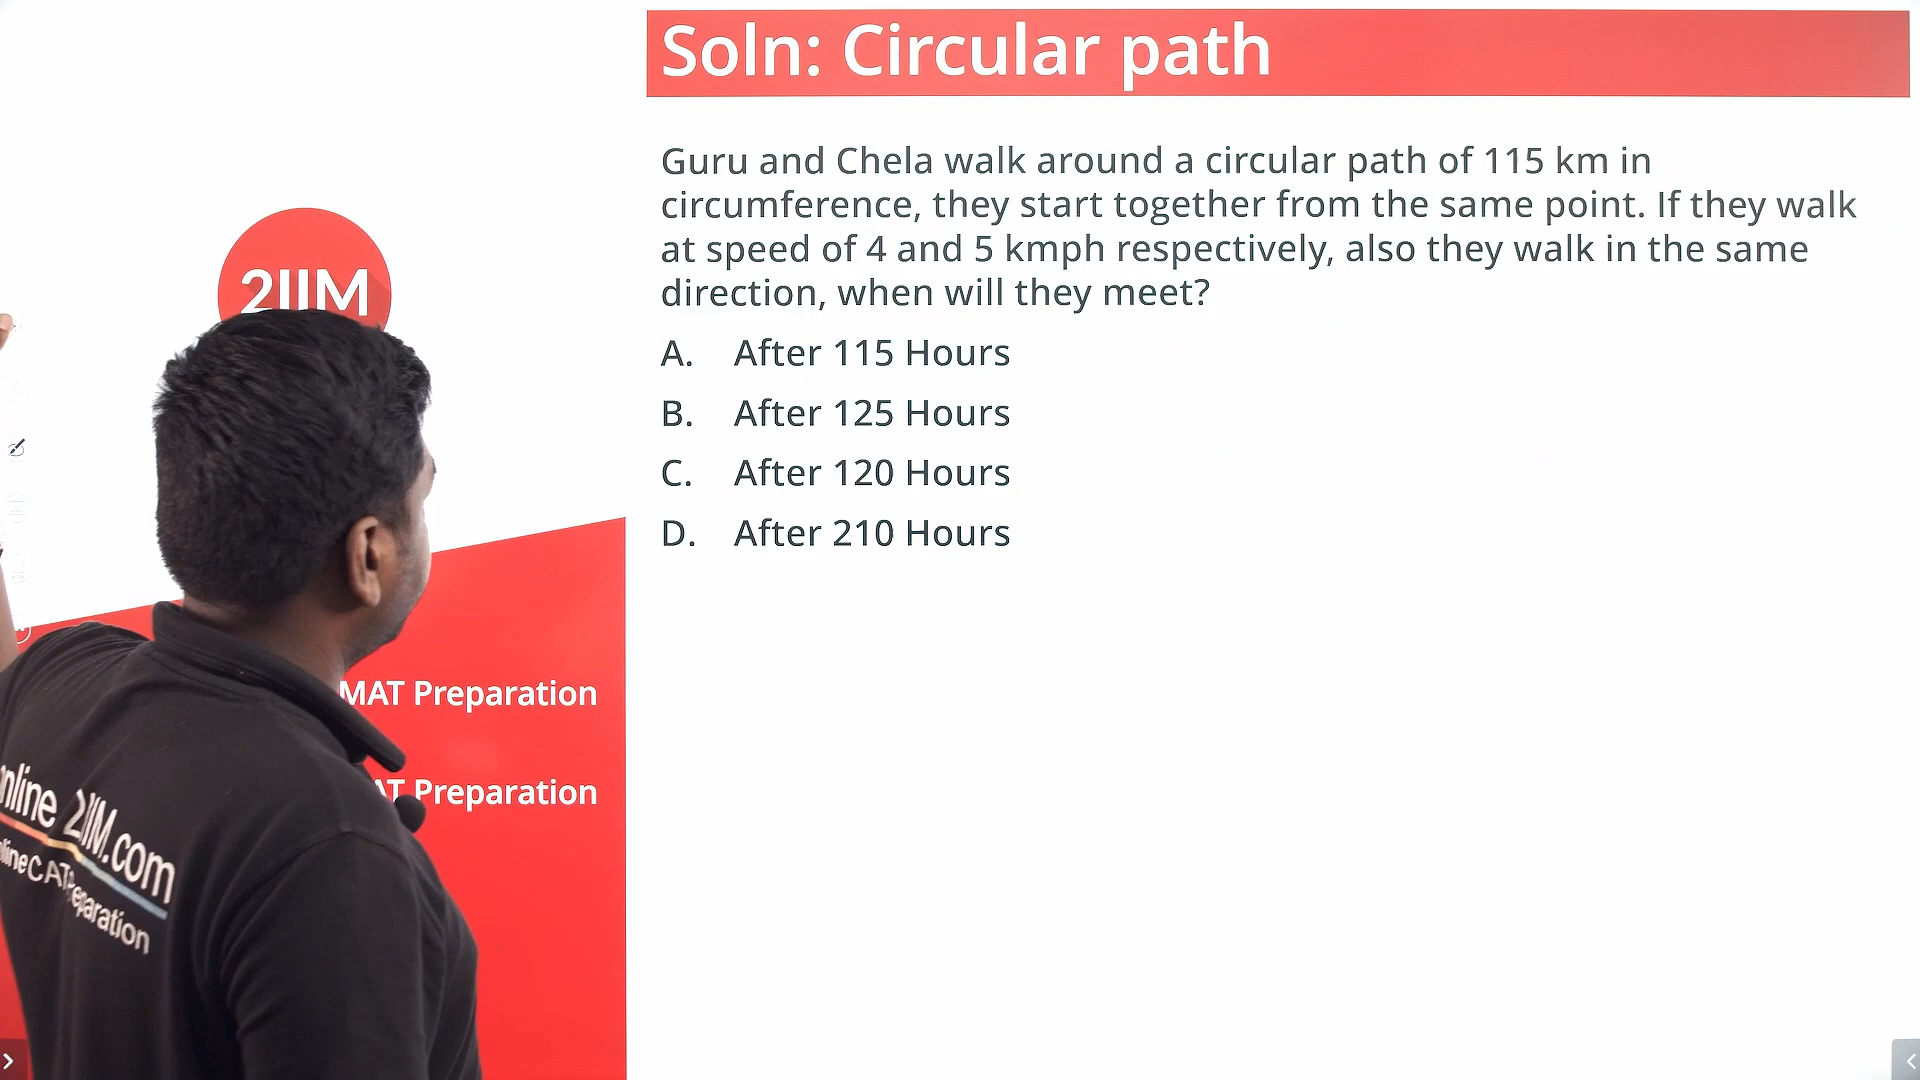 Soln: Circular path
Guru and Chela walk around a circular path of 115 km in
circumference, they start together from the same point. If they walk
at speed of 4 and 5 kmph respectively, also they walk in the same
direction, when will they meet?
A. After 115 Hours
B. After 125 Hours
C. After 120 Hours
D. After 210 Hours
2IIM
MAT Preparation
AT Preparation
online 2IIM.com